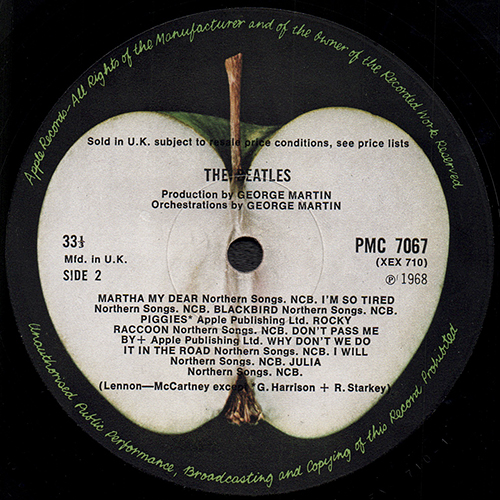 Apple Records-All Rights of the Manufacturer and of the Owner of the Recorded Work Reserved
Sold in U.K. subject to resale price conditions, see price lists
THE BEATLES
Production by GEORGE MARTIN
Orchestrations by GEORGE MARTIN
33⅓
Mfd. in U.K.
SIDE 2
PMC 7067
(XEX 710)
℗ 1968
MARTHA MY DEAR Northern Songs. NCB. I'M SO TIRED
Northern Songs. NCB. BLACKBIRD Northern Songs. NCB.
PIGGIES* Apple Publishing Ltd. ROCKY
RACCOON Northern Songs. NCB. DON'T PASS ME
BY+ Apple Publishing Ltd. WHY DON'T WE DO
IT IN THE ROAD Northern Songs. NCB. I WILL
Northern Songs. NCB. JULIA
Northern Songs. NCB.
(Lennon—McCartney except *G. Harrison + R. Starkey)
Unauthorised Public Performance, Broadcasting and Copying of this Record Prohibited